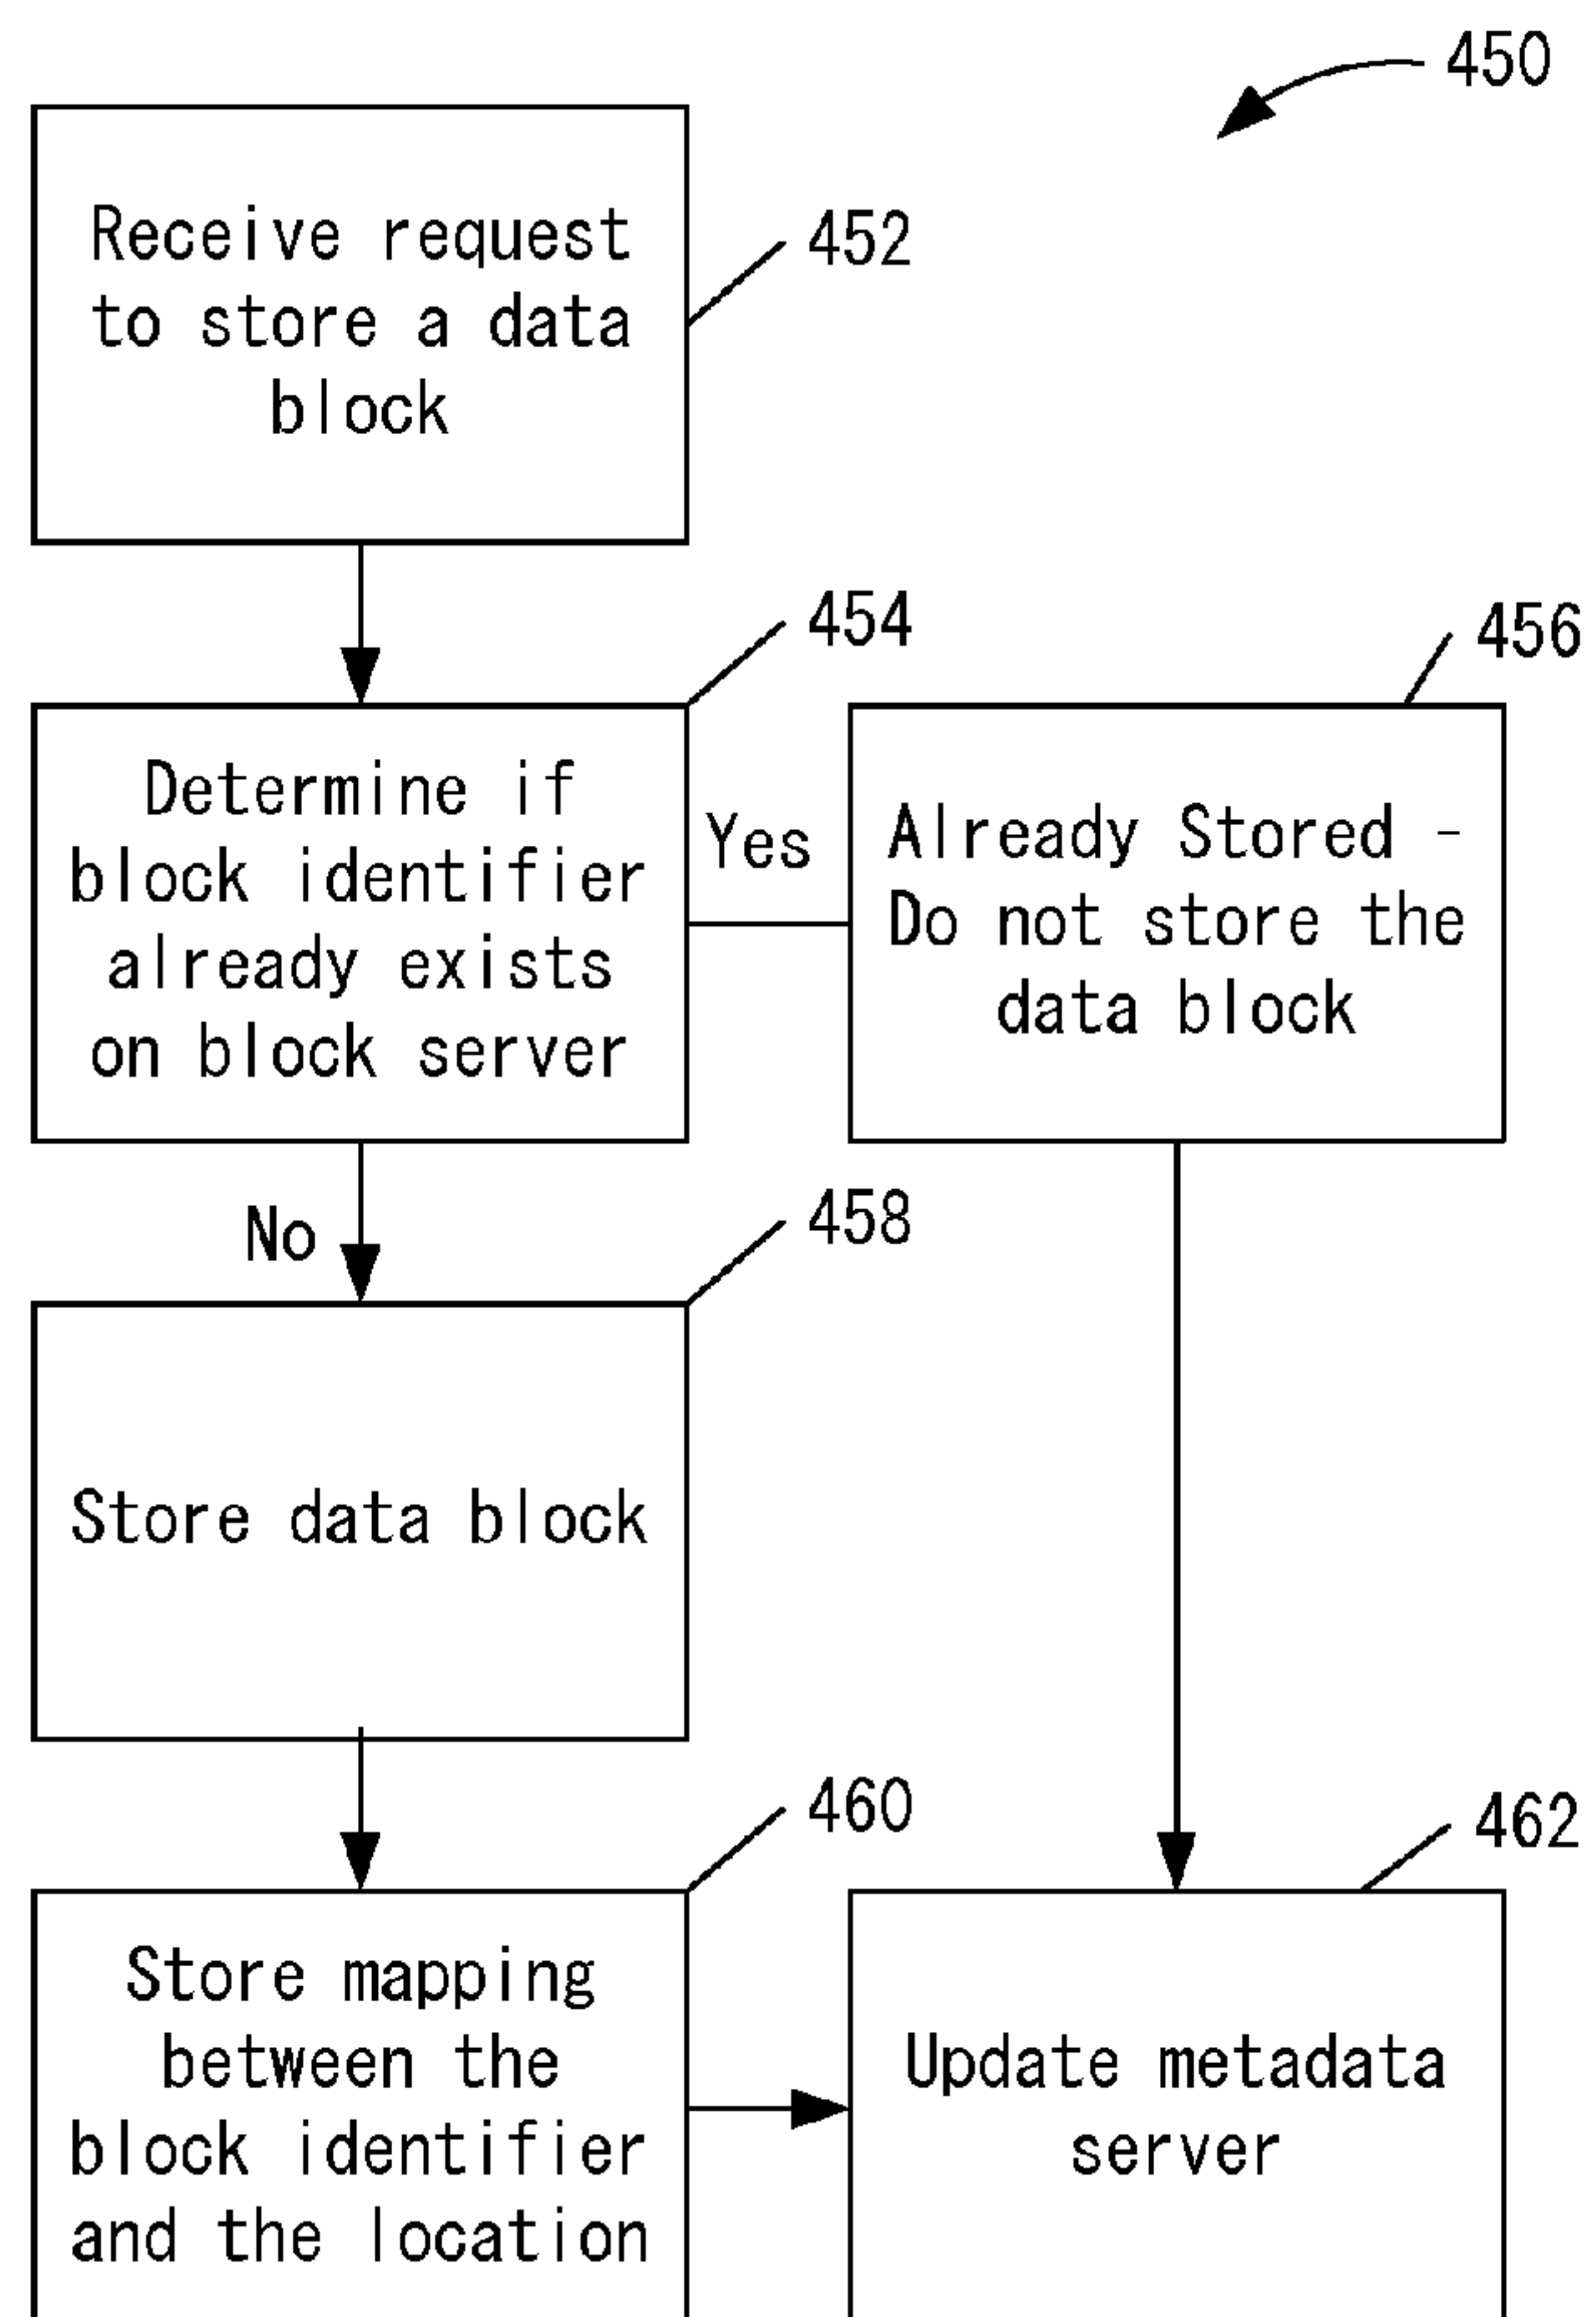 450
Receive request
to store a data
block
452
454
456
Determine if
block identifier
already exists
on block server
Yes
Already Stored -
Do not store the
data block
No
458
Store data block
460
462
Store mapping
between the
block identifier
and the location
Update metadata
server